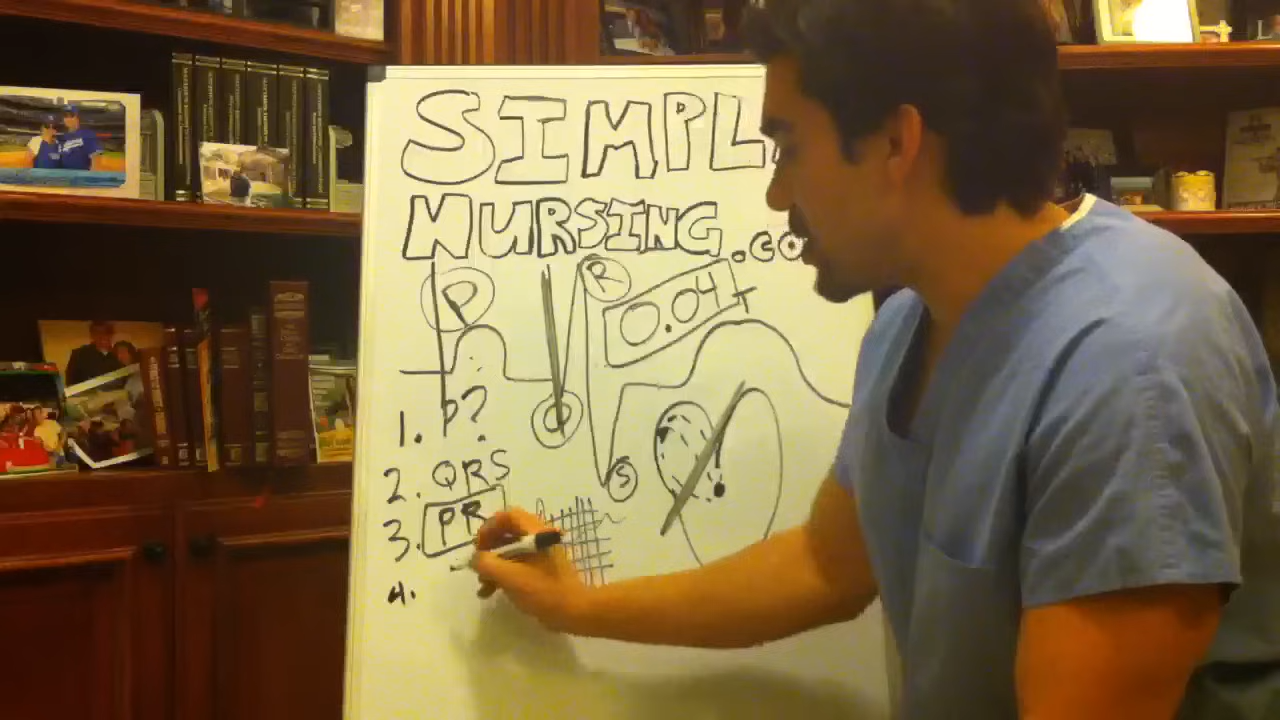 SIMPL
NURSING.CO
P
R
0.04
Q
S
1. P?
2. QRS
3. PR
4.